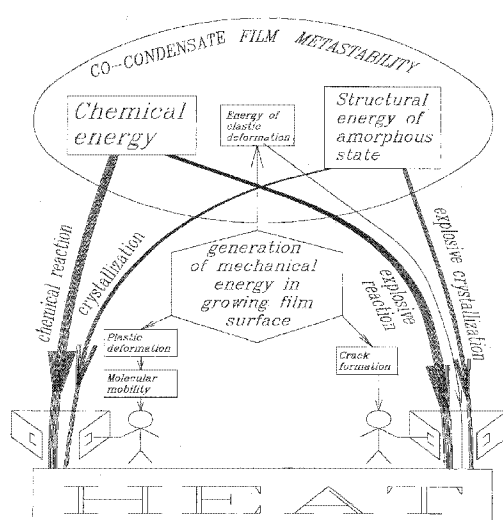 CO-CONDENSATE FILM METASTABILITY
Chemical
energy
Energy of
elastic
deformation
Structural
energy of
amorphous
state
chemical reaction
crystallization
generation
of mechanical
energy in
growing film
surface
explosive
reaction
explosive crystallization
Plastic
deformation
Molecular
mobility
Crack
formation
HEAT